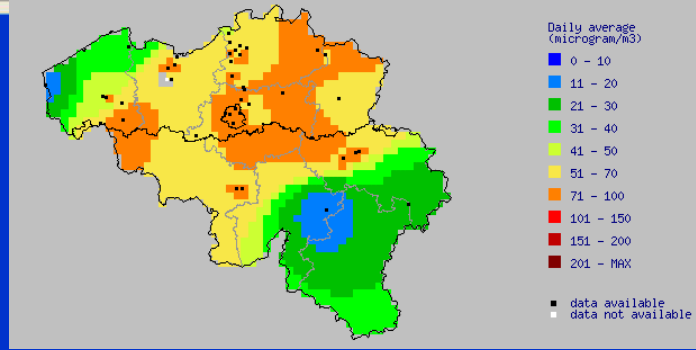 Daily average
(microgram/m3)
0 - 10
11 - 20
21 - 30
31 - 40
41 - 50
51 - 70
71 - 100
101 - 150
151 - 200
201 - MAX
data available
data not available